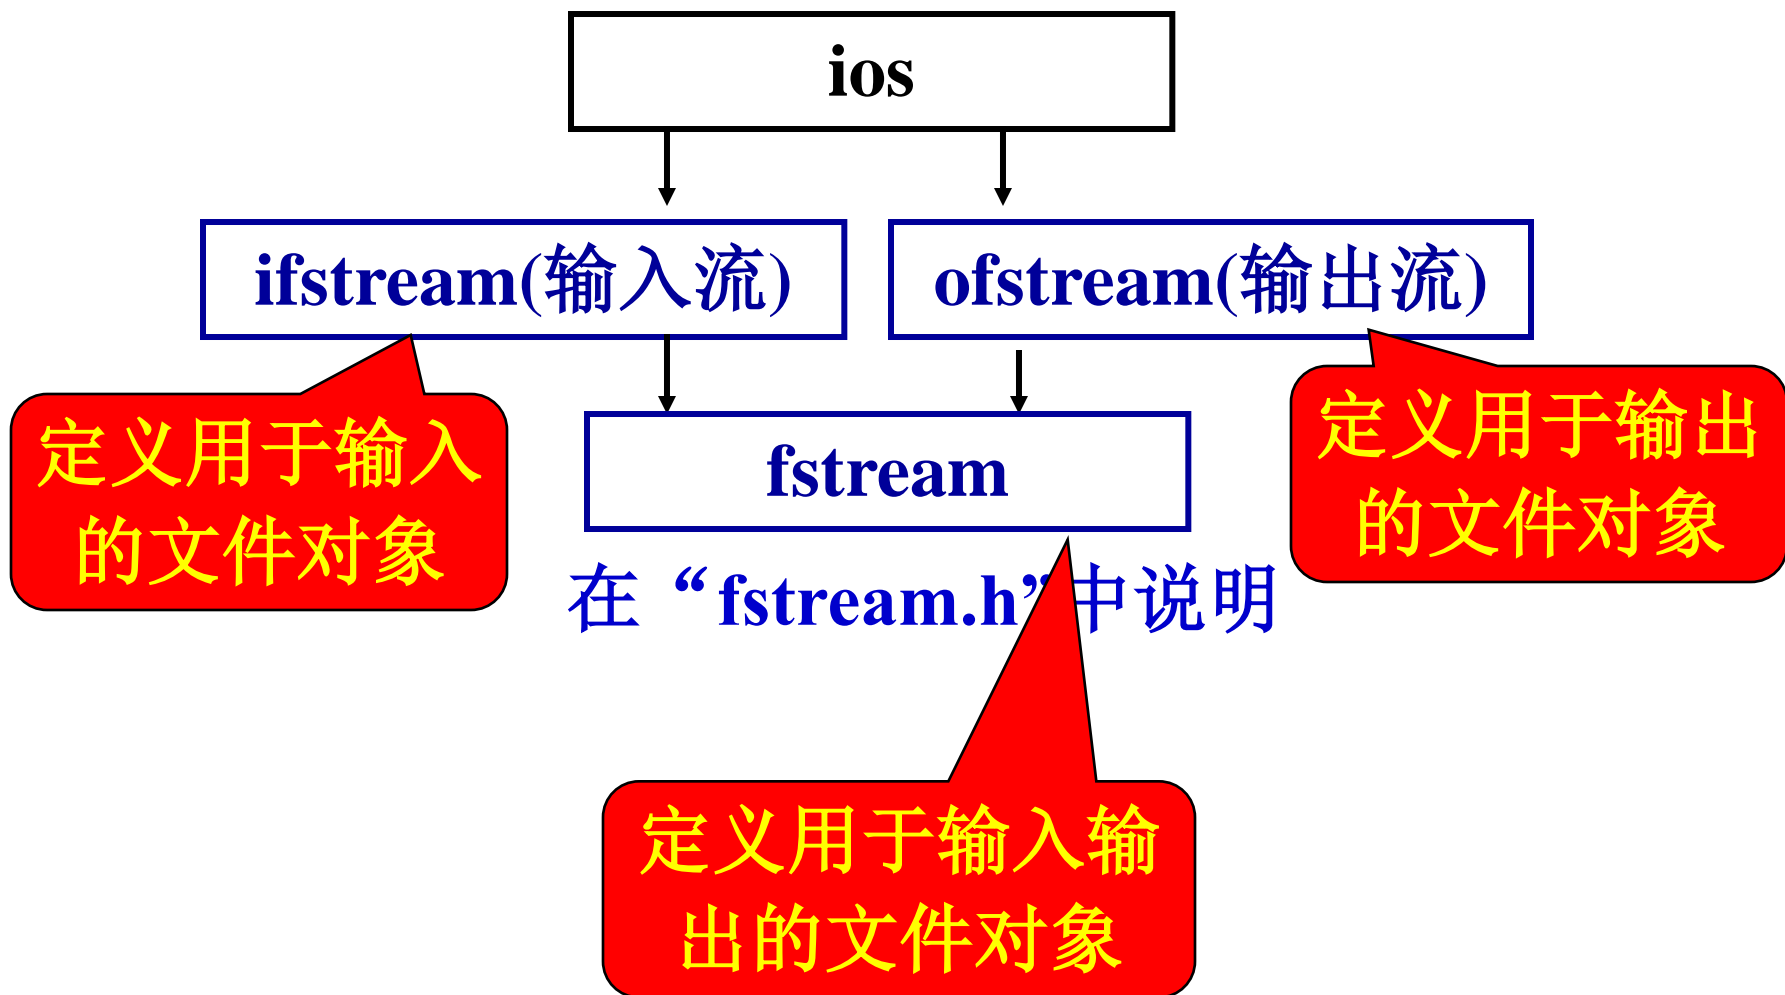 ios
ifstream(输入流)
ofstream(输出流)
定义用于输入
的文件对象
fstream
定义用于输出
的文件对象
在“fstream.h”中说明
定义用于输入输
出的文件对象